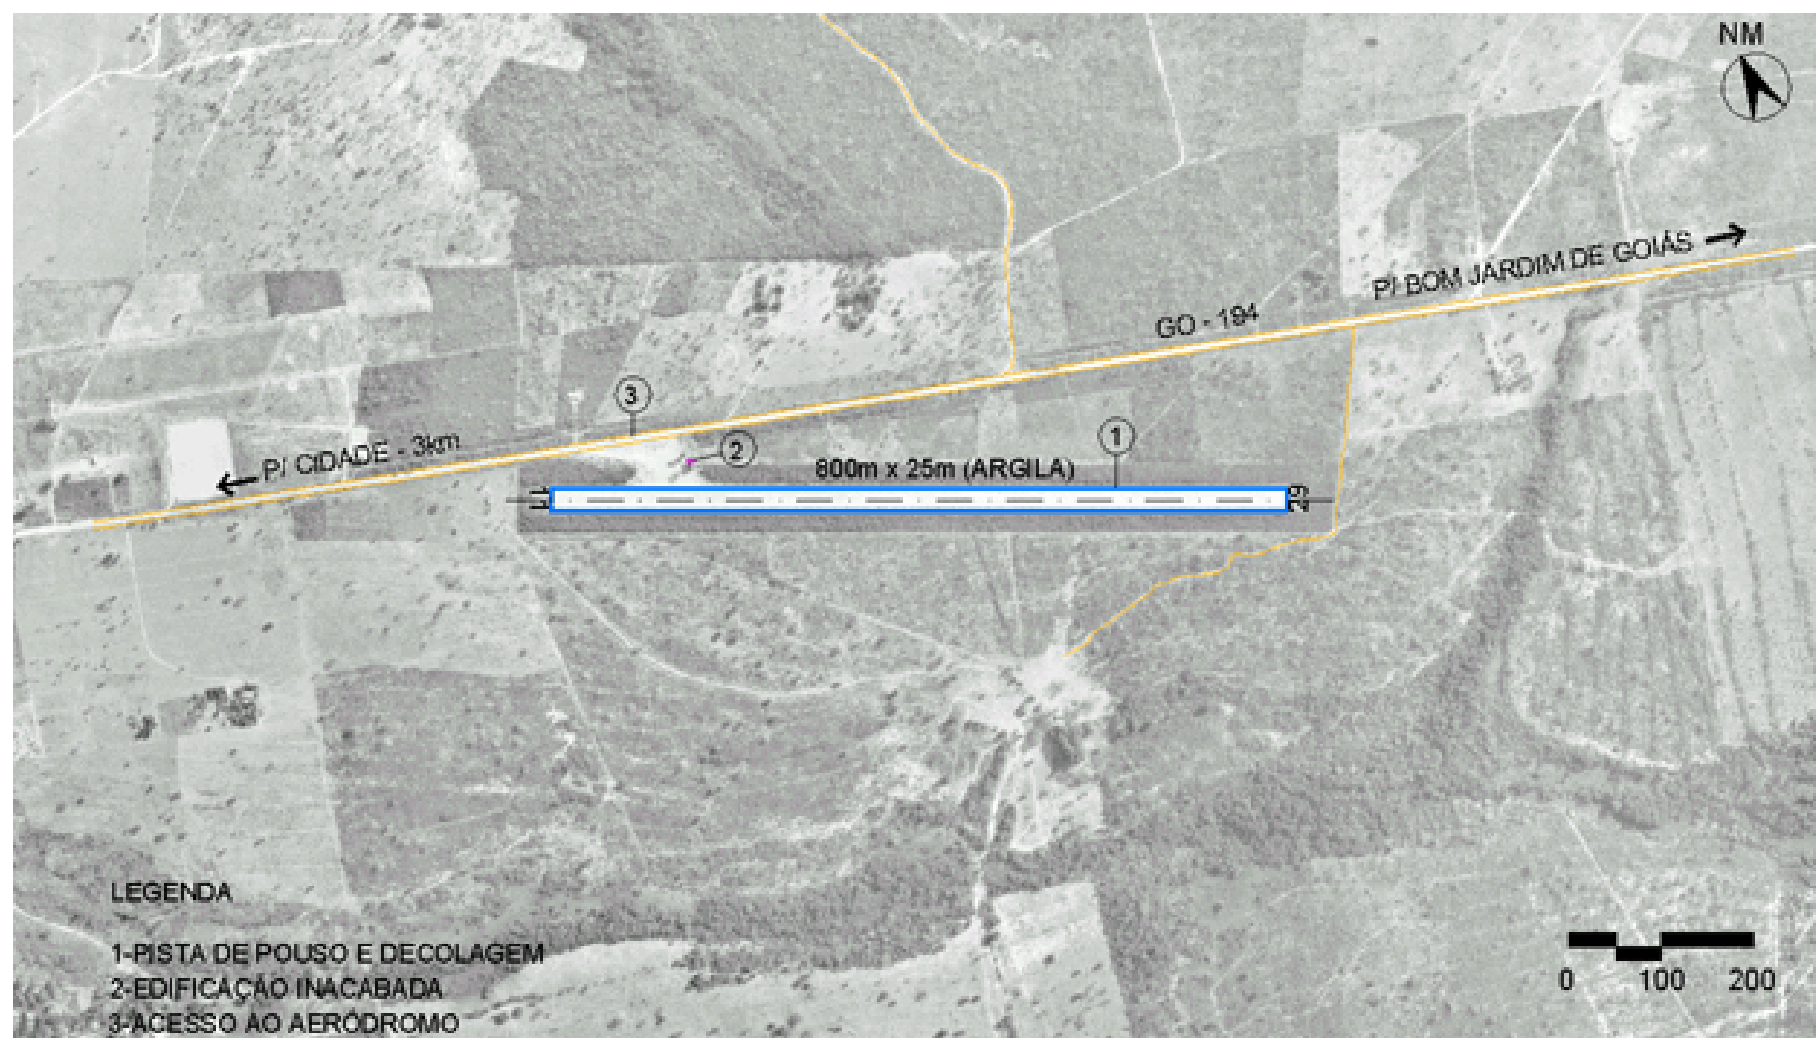 NM
P/ BOM JARDIM DE GOIÁS
GO - 194
3
P/ CIDADE - 3km
2
1
800m x 25m (ARGILA)
11
29
LEGENDA
1-PISTA DE POUSO E DECOLAGEM
2-EDIFICAÇÃO INACABADA
3-ACESSO AO AERÓDROMO
0 100 200